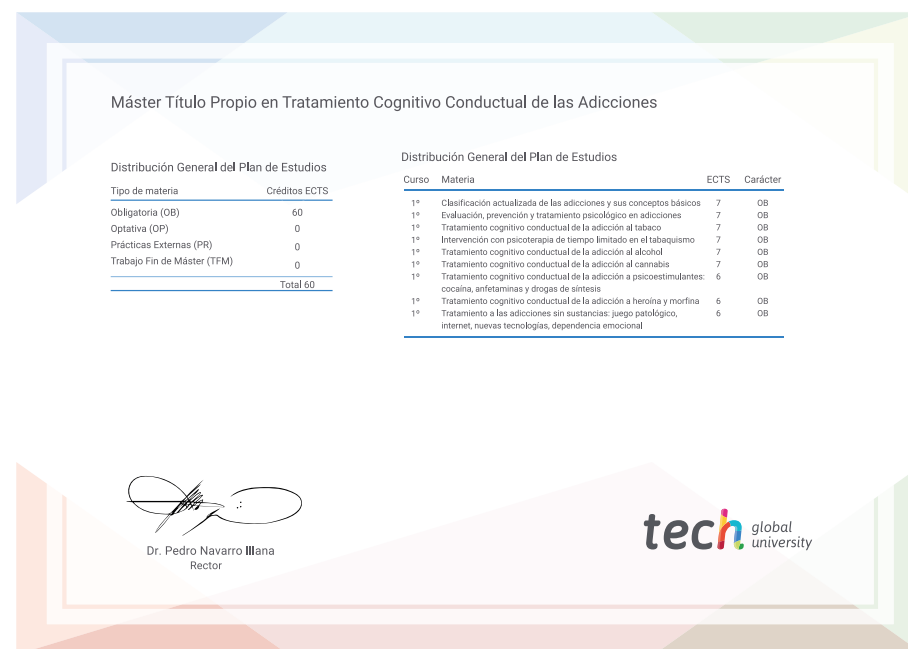 Máster Título Propio en Tratamiento Cognitivo Conductual de las Adicciones
Distribución General del Plan de Estudios
Tipo de materia Créditos ECTS
Obligatoria (OB) 60
Optativa (OP) 0
Prácticas Externas (PR) 0
Trabajo Fin de Máster (TFM) 0
Total 60
Distribución General del Plan de Estudios
Curso Materia ECTS Carácter
1º Clasificación actualizada de las adicciones y sus conceptos básicos 7 OB
1º Evaluación, prevención y tratamiento psicológico en adicciones 7 OB
1º Tratamiento cognitivo conductual de la adicción al tabaco 7 OB
1º Intervención con psicoterapia de tiempo limitado en el tabaquismo 7 OB
1º Tratamiento cognitivo conductual de la adicción al alcohol 7 OB
1º Tratamiento cognitivo conductual de la adicción al cannabis 7 OB
1º Tratamiento cognitivo conductual de la adicción a psicoestimulantes: 6 OB
cocaína, anfetaminas y drogas de síntesis
1º Tratamiento cognitivo conductual de la adicción a heroína y morfina 6 OB
1º Tratamiento a las adicciones sin sustancias: juego patológico, 6 OB
internet, nuevas tecnologías, dependencia emocional
Dr. Pedro Navarro Illana
Rector
tech global
university